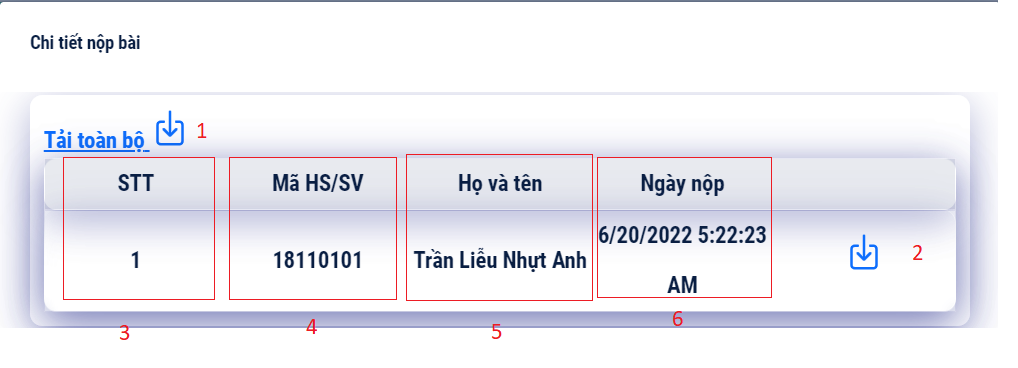 Chi tiết nộp bài
Tải toàn bộ 1
STT Mã HS/SV Họ và tên Ngày nộp
1 18110101 Trần Liễu Nhựt Anh 6/20/2022 5:22:23
AM
2
3 4 5 6